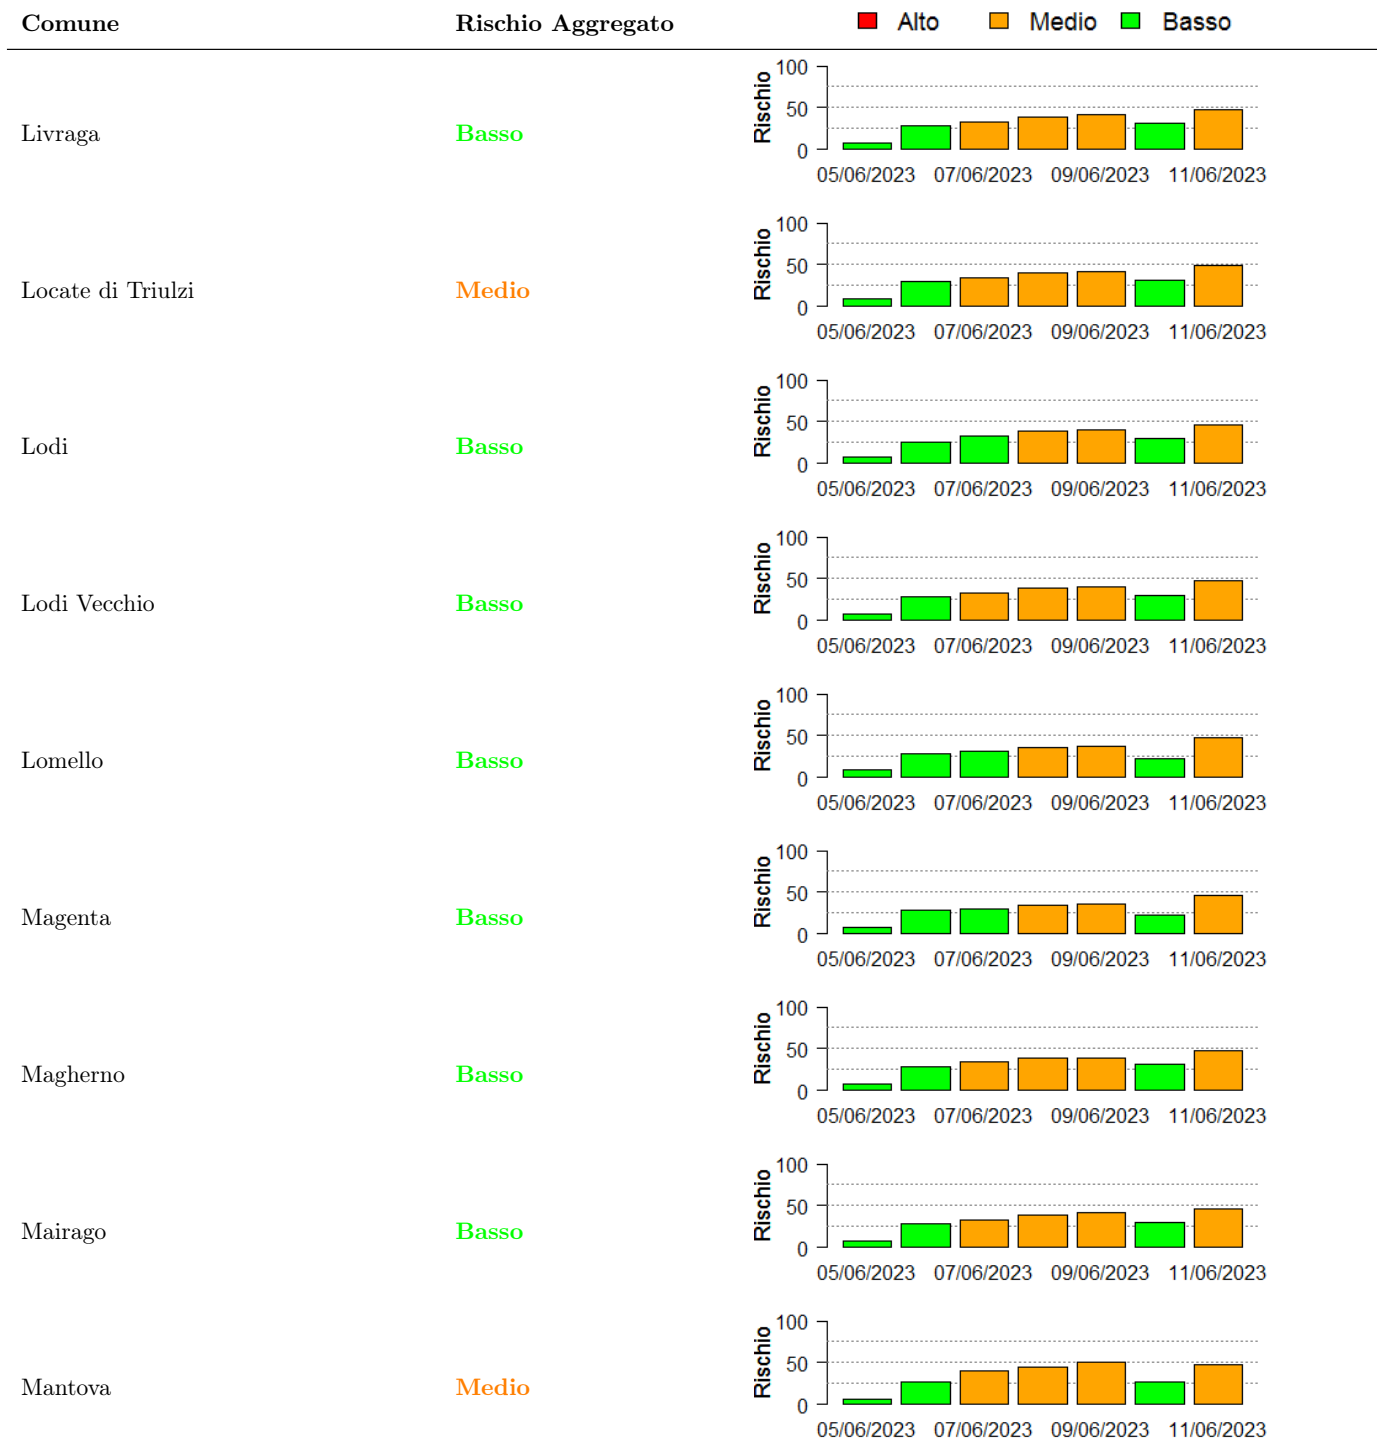 Comune Rischio Aggregato Alto Medio Basso
Livraga Basso
Rischio
100
50
0
05/06/2023 07/06/2023 09/06/2023 11/06/2023
Locate di Triulzi Medio
Rischio
100
50
0
05/06/2023 07/06/2023 09/06/2023 11/06/2023
Lodi Basso
Rischio
100
50
0
05/06/2023 07/06/2023 09/06/2023 11/06/2023
Lodi Vecchio Basso
Rischio
100
50
0
05/06/2023 07/06/2023 09/06/2023 11/06/2023
Lomello Basso
Rischio
100
50
0
05/06/2023 07/06/2023 09/06/2023 11/06/2023
Magenta Basso
Rischio
100
50
0
05/06/2023 07/06/2023 09/06/2023 11/06/2023
Magherno Basso
Rischio
100
50
0
05/06/2023 07/06/2023 09/06/2023 11/06/2023
Mairago Basso
Rischio
100
50
0
05/06/2023 07/06/2023 09/06/2023 11/06/2023
Mantova Medio
Rischio
100
50
0
05/06/2023 07/06/2023 09/06/2023 11/06/2023